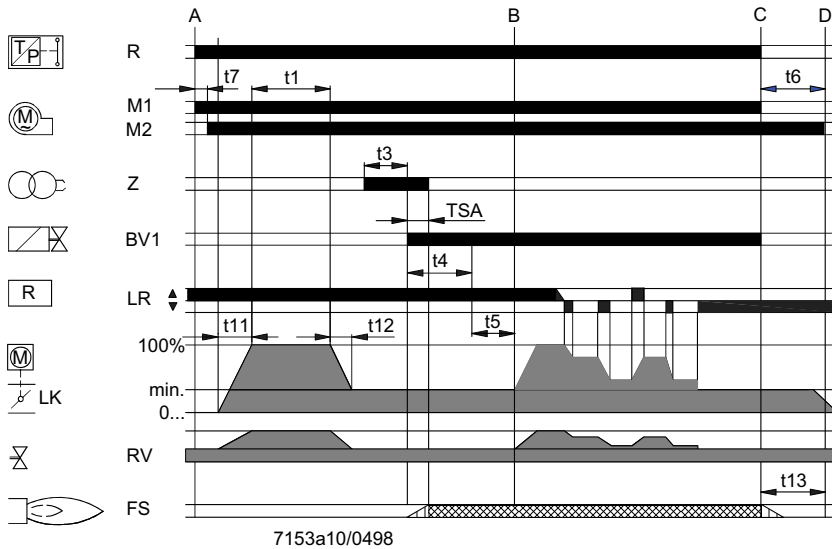 A B C D
T P R
t7 t1 t6
M1
M ~
M2
t3
Z
TSA
BV1
t4
R LR
t11 t12 t5
100%
M
min.
LK
0...
RV
t13
FS
7153a10/0498